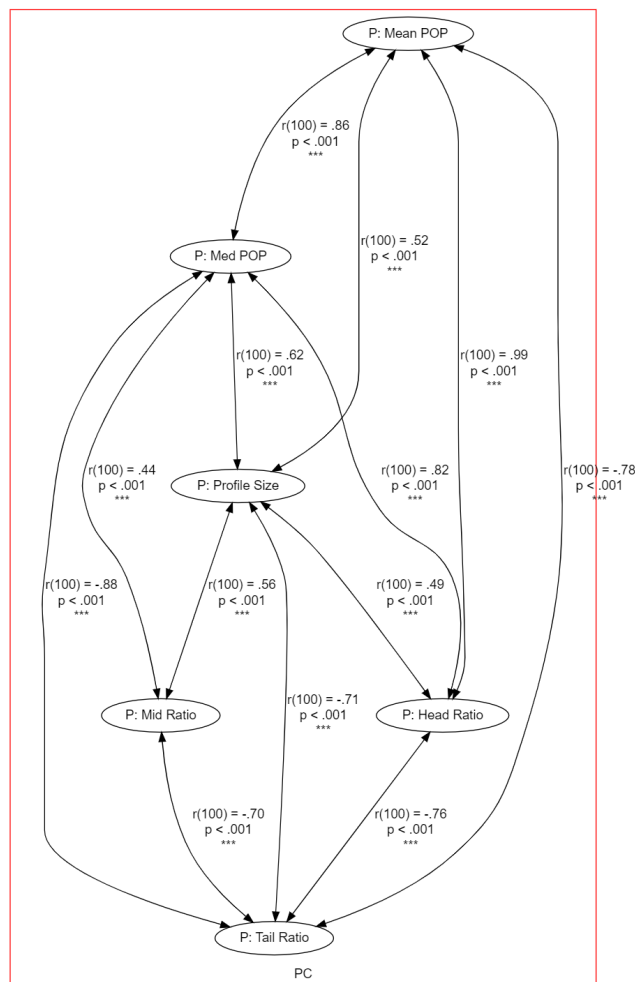 P: Mean POP
r(100) = .86
p < .001
***
r(100) = .52
p < .001
***
P: Med POP
r(100) = .62
p < .001
***
r(100) = .99
p < .001
***
r(100) = .44
p < .001
***
r(100) = .82
p < .001
***
r(100) = -.78
p < .001
***
P: Profile Size
r(100) = -.88
p < .001
***
r(100) = .56
p < .001
***
r(100) = .49
p < .001
***
r(100) = -.71
p < .001
***
P: Mid Ratio
P: Head Ratio
r(100) = -.70
p < .001
***
r(100) = -.76
p < .001
***
P: Tail Ratio
PC